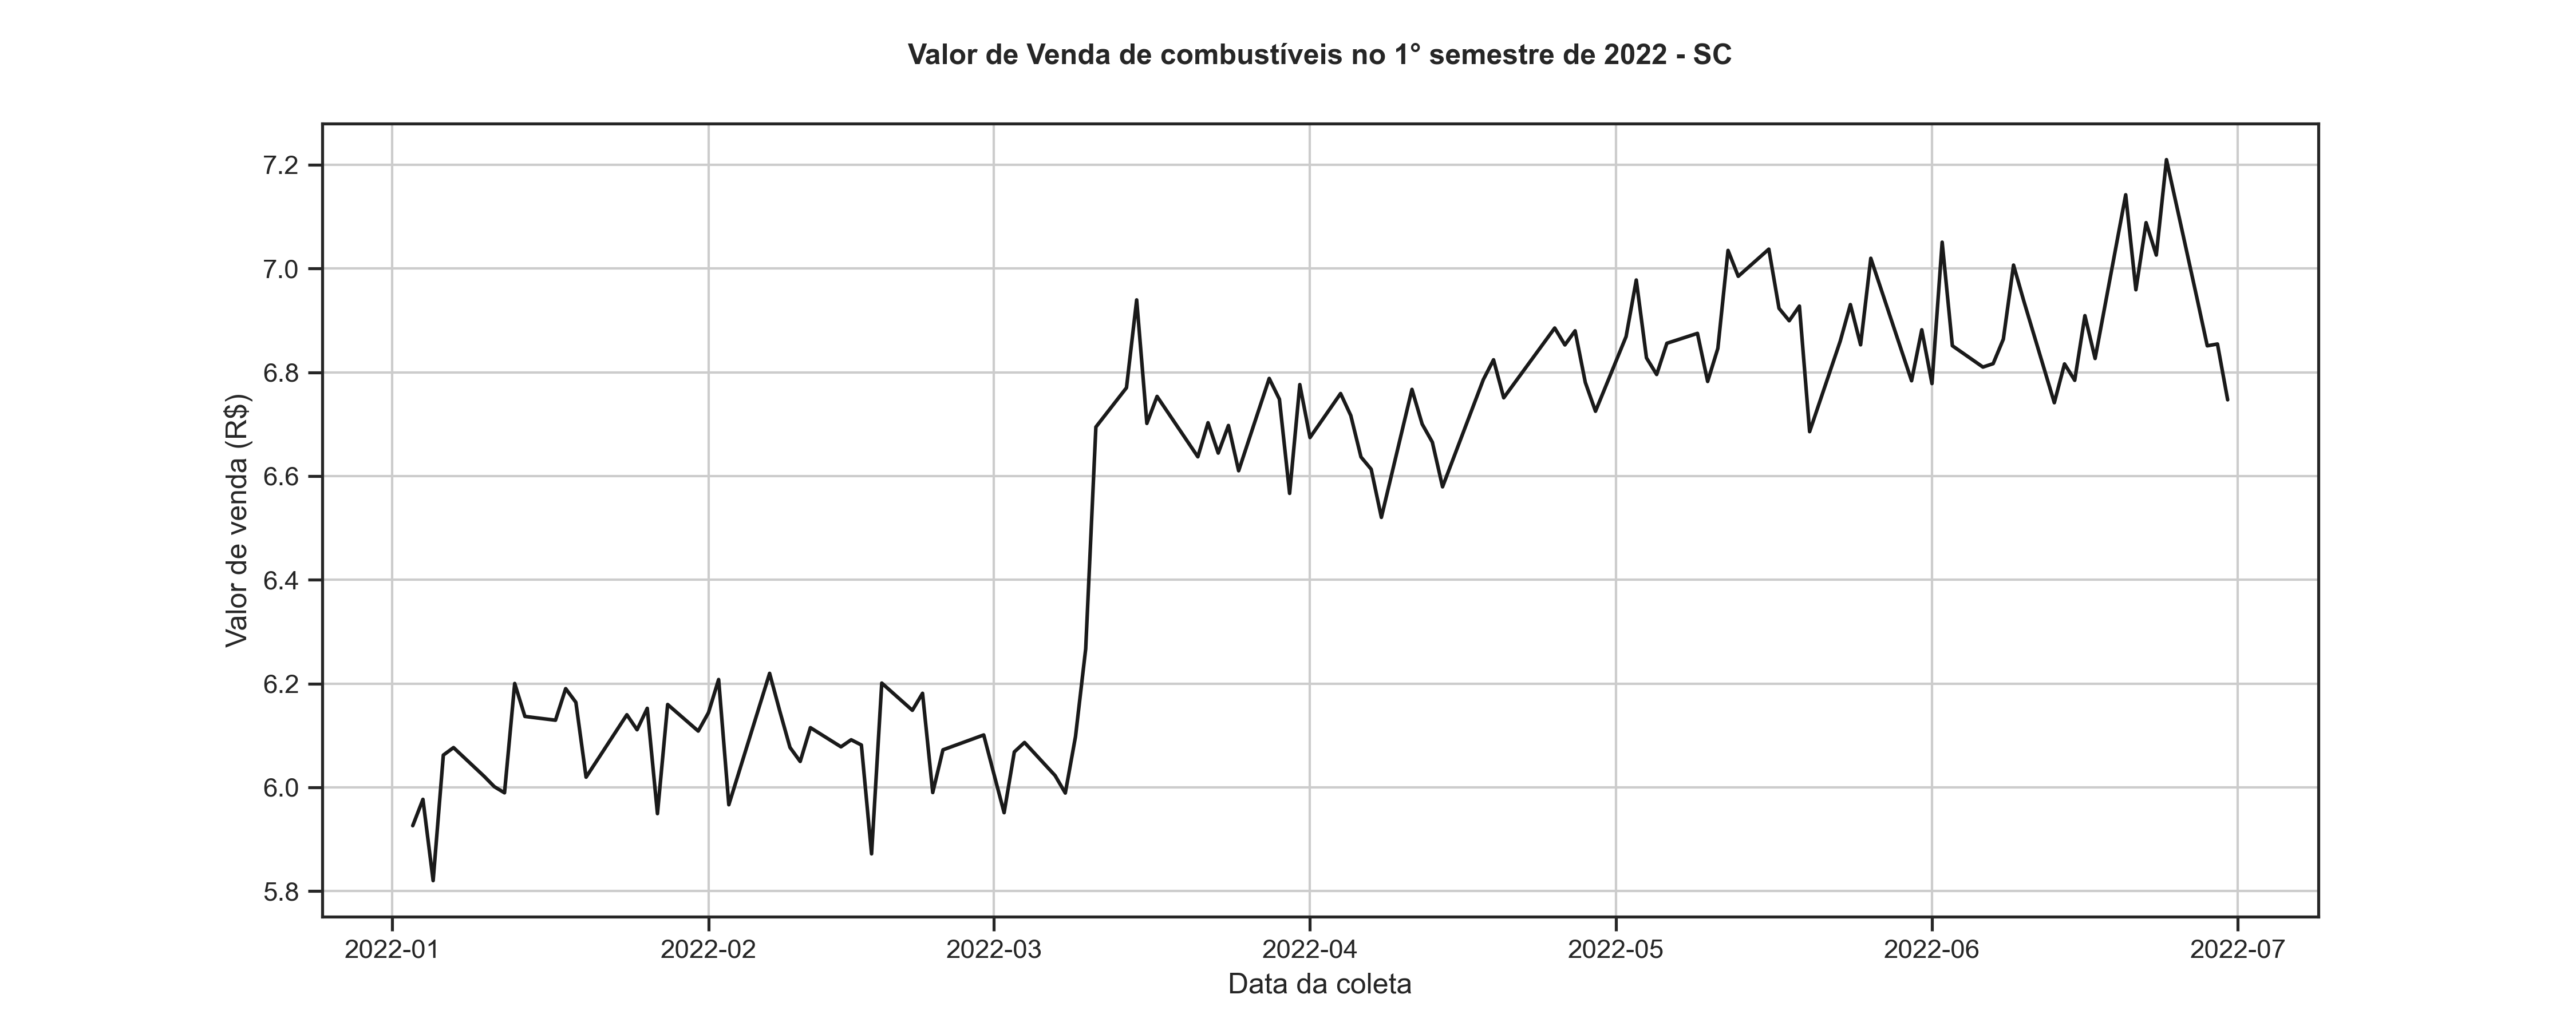 Valor de Venda de combustíveis no 1° semestre de 2022 - SC
Valor de venda (R$)
7.2
7.0
6.8
6.6
6.4
6.2
6.0
5.8
2022-01 2022-02 2022-03 2022-04 2022-05 2022-06 2022-07
Data da coleta